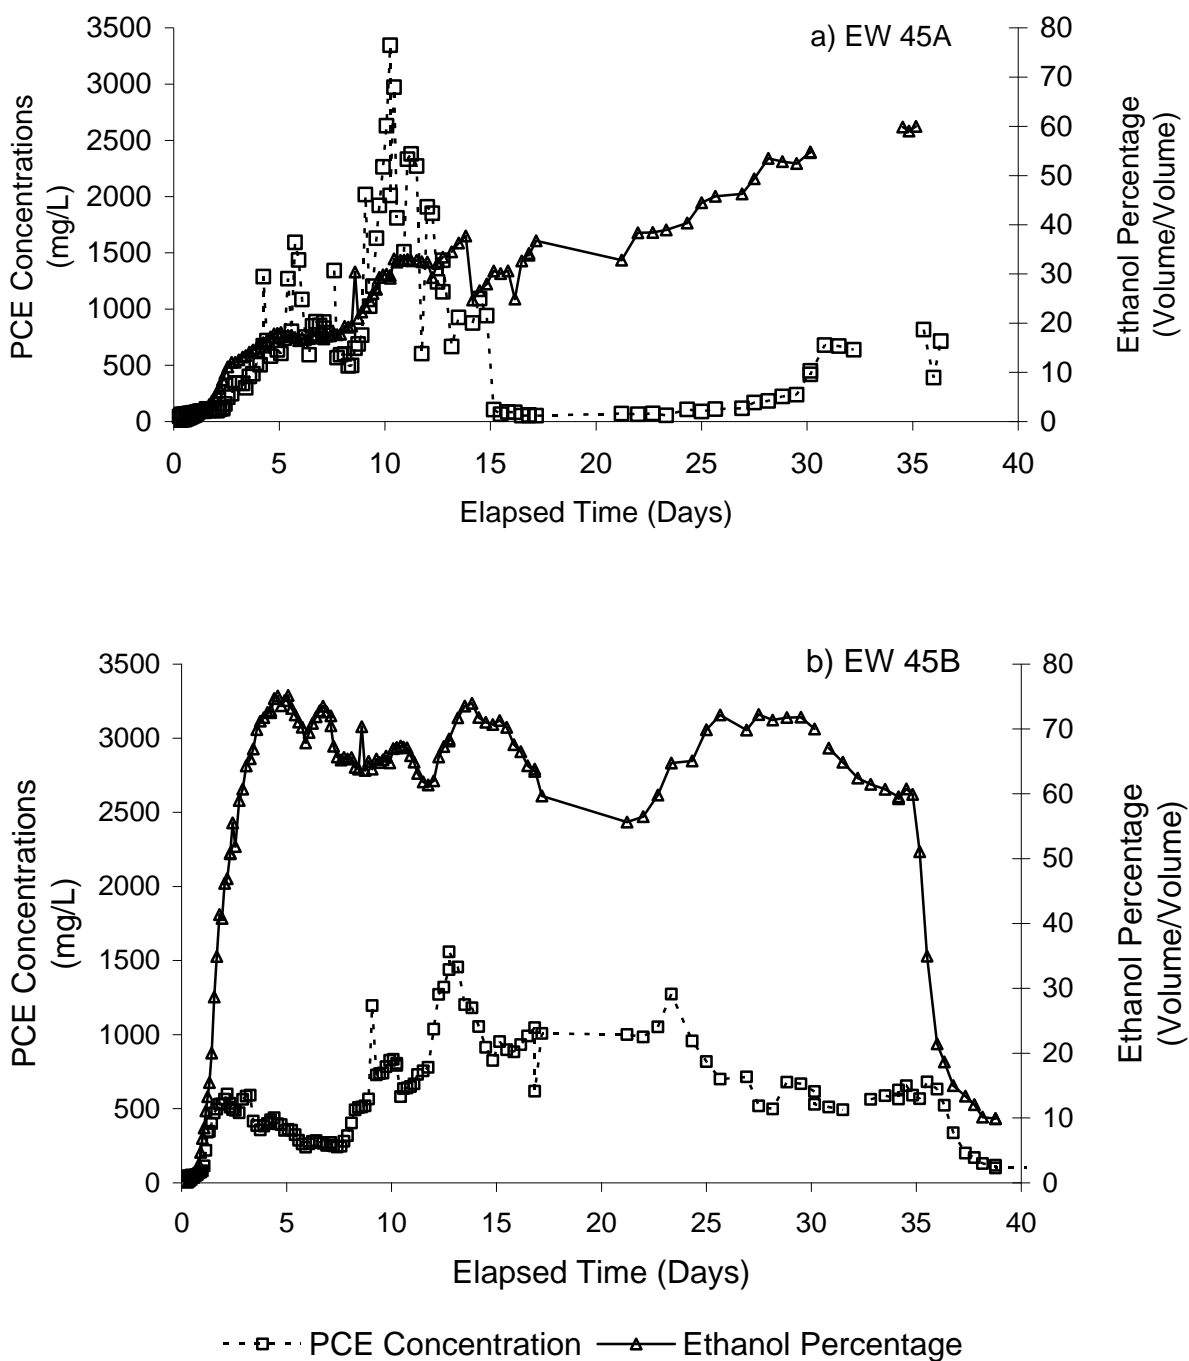 a) EW 45A
3500
3000
2500
2000
1500
1000
500
0
80
70
60
50
40
30
20
10
0
PCE Concentrations
(mg/L)
Ethanol Percentage
(Volume/Volume)
0 5 10 15 20 25 30 35 40
Elapsed Time (Days)
b) EW 45B
3500
3000
2500
2000
1500
1000
500
0
80
70
60
50
40
30
20
10
0
PCE Concentrations
(mg/L)
Ethanol Percentage
(Volume/Volume)
0 5 10 15 20 25 30 35 40
Elapsed Time (Days)
PCE Concentration Ethanol Percentage